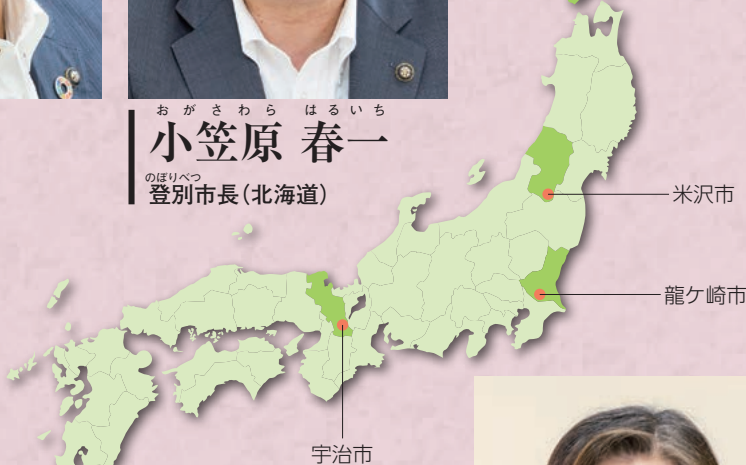 おがさわら はるいち
小笠原 春一
のぼりべつ
登別市長（北海道）
米沢市
龍ケ崎市
宇治市